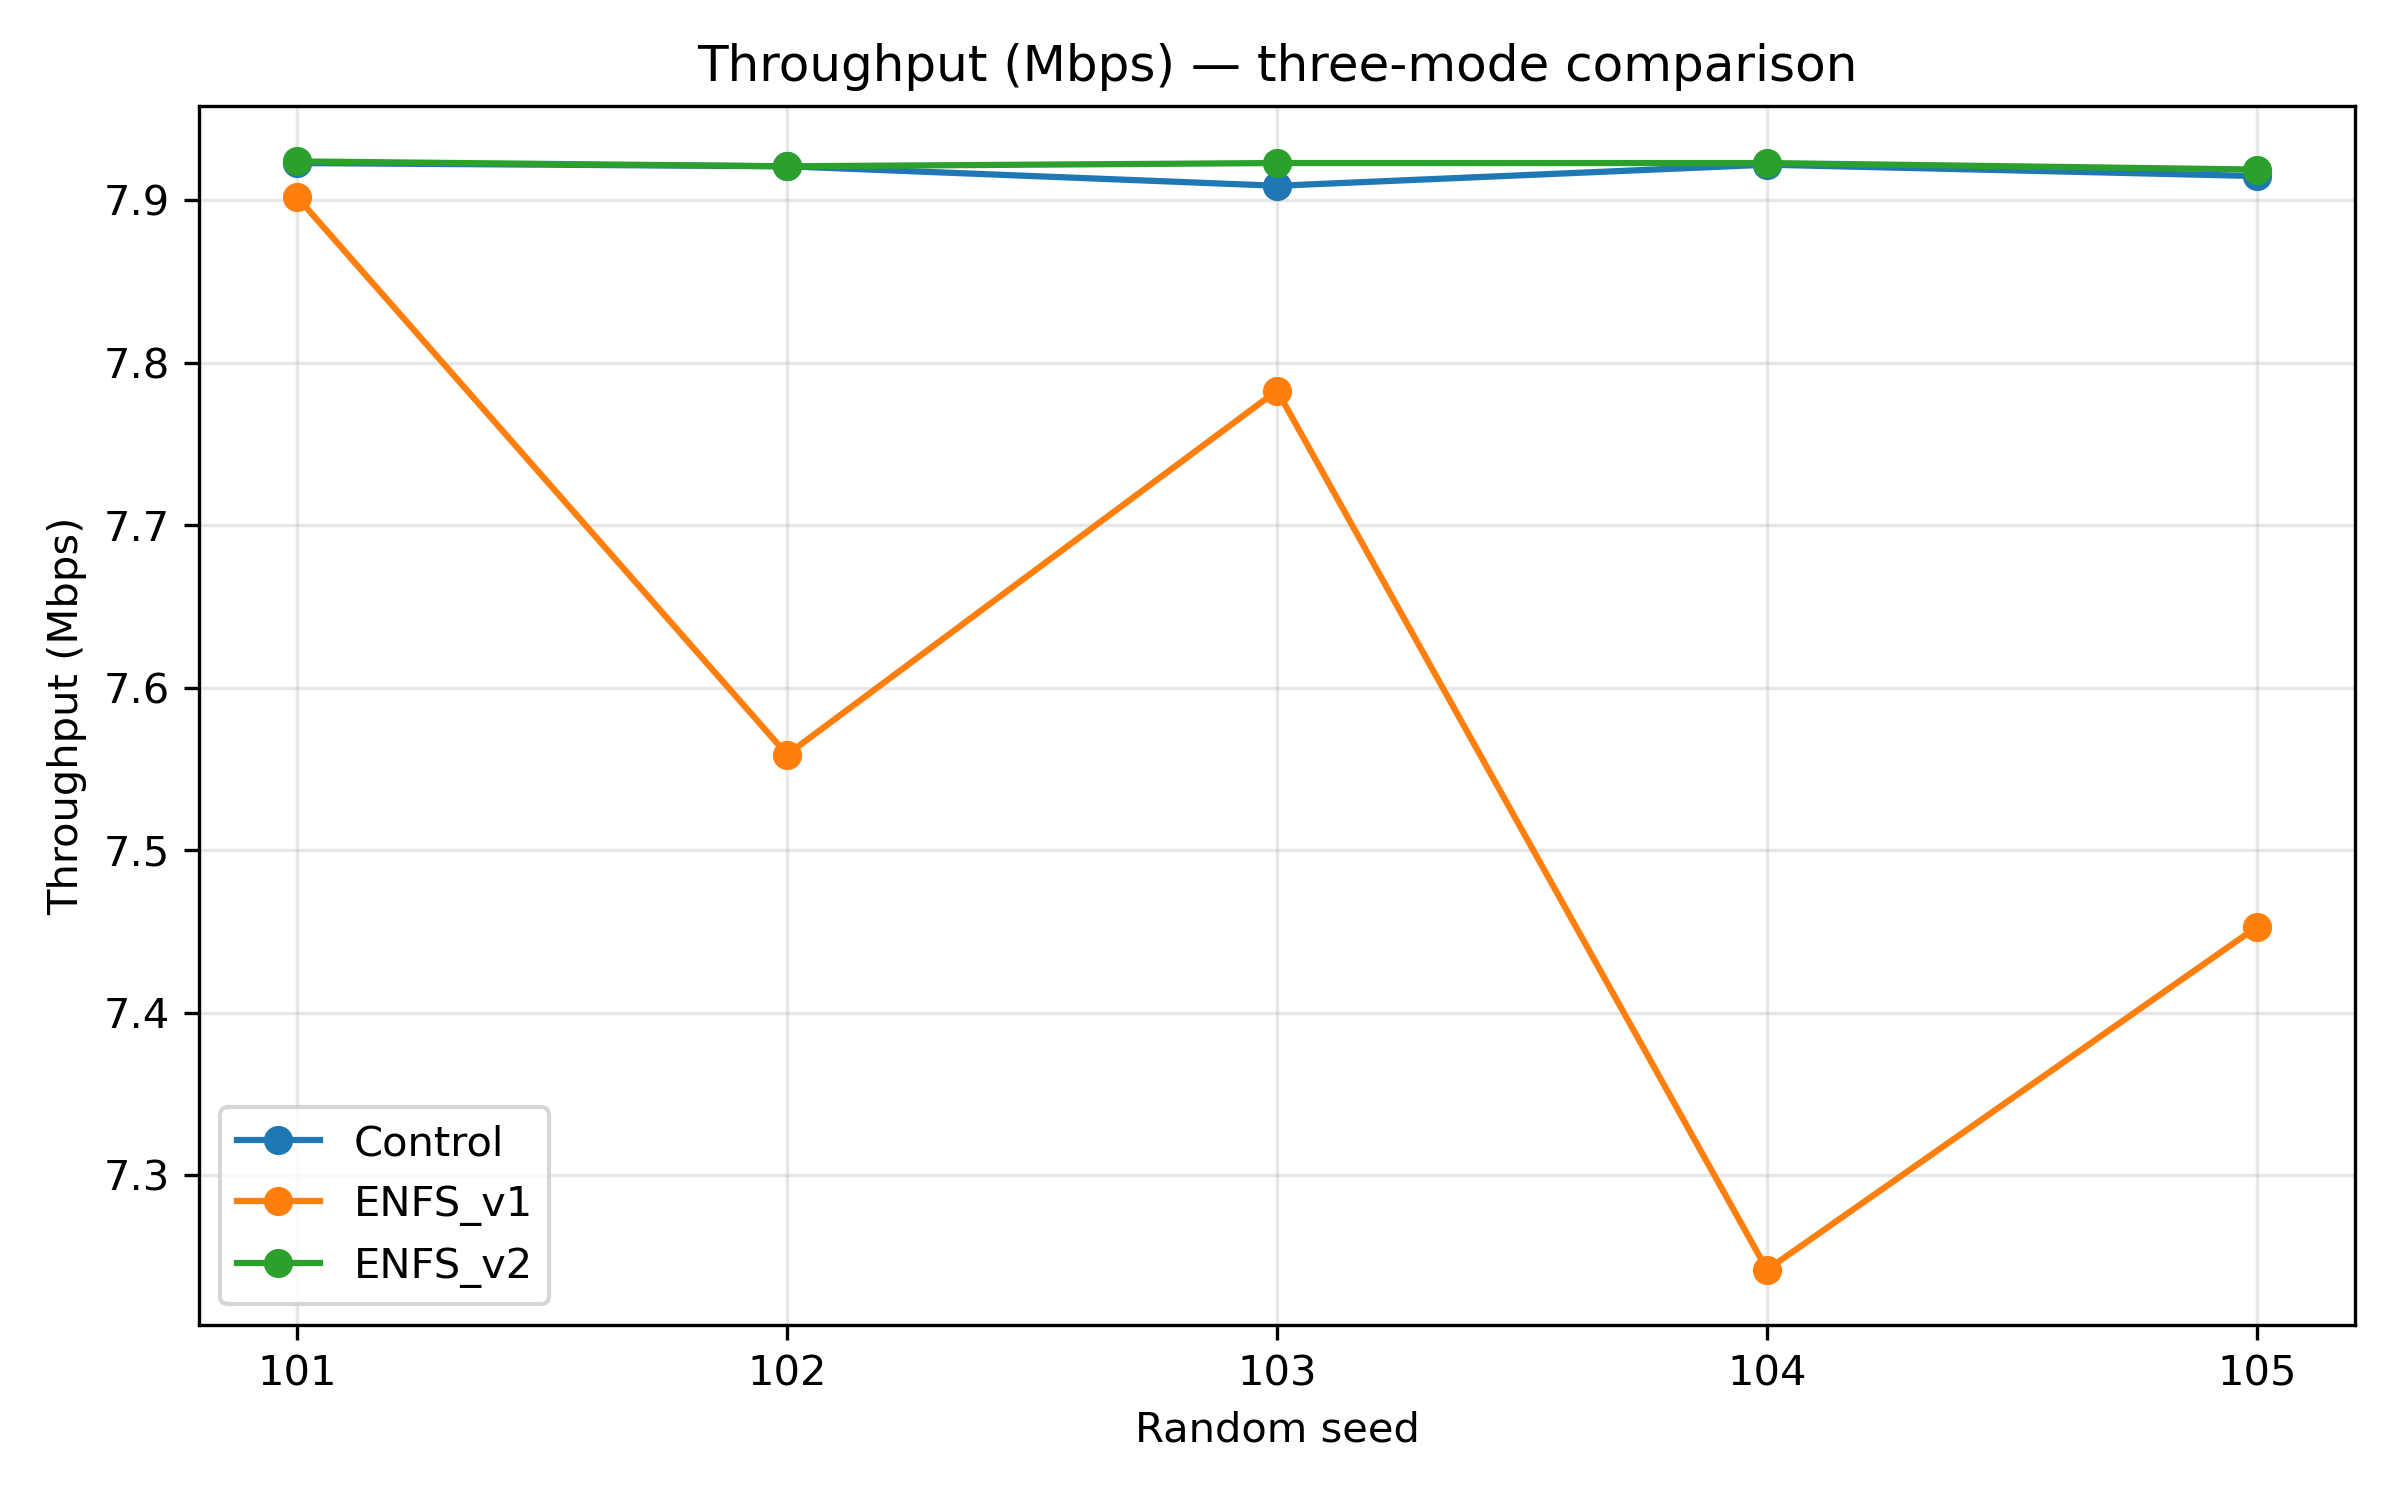 Throughput (Mbps) — three-mode comparison
Throughput (Mbps)
7.9
7.8
7.7
7.6
7.5
7.4
7.3
Control
ENFS_v1
ENFS_v2
101 102 103 104 105
Random seed